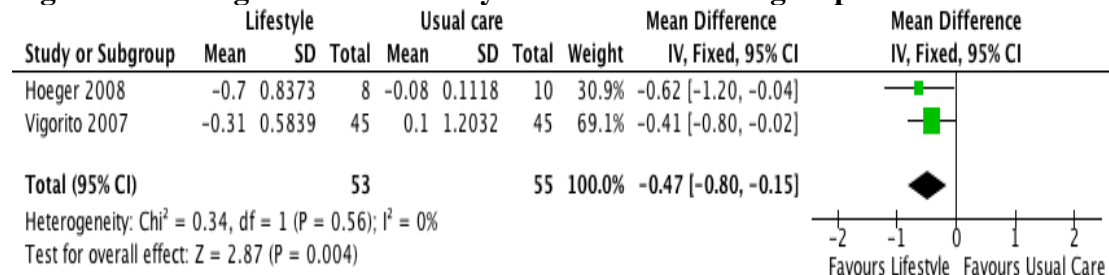 Lifestyle Usual care Mean Difference Mean Difference
Study or Subgroup Mean SD Total Mean SD Total Weight IV, Fixed, 95% CI IV, Fixed, 95% CI
Hoeger 2008 −0.7 0.8373 8 −0.08 0.1118 10 30.9% −0.62 [−1.20, −0.04]
Vigorito 2007 −0.31 0.5839 45 0.1 1.2032 45 69.1% −0.41 [−0.80, −0.02]
Total (95% CI) 53 55 100.0% −0.47 [−0.80, −0.15]
Heterogeneity: Chi² = 0.34, df = 1 (P = 0.56); I² = 0%
Test for overall effect: Z = 2.87 (P = 0.004)
−2 −1 0 1 2
Favours Lifestyle Favours Usual Care